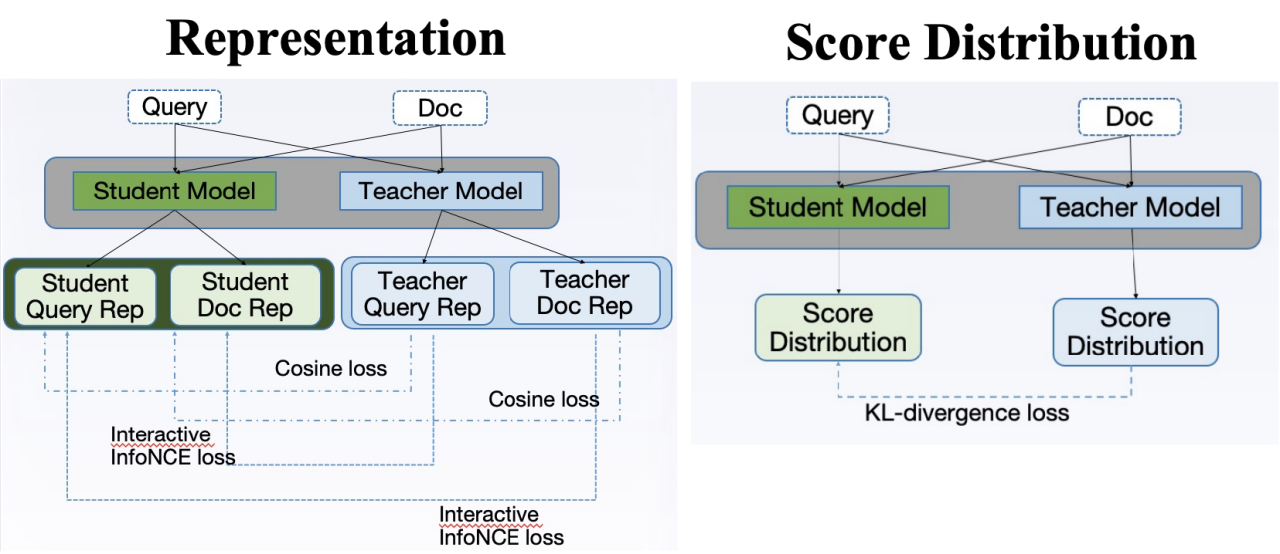 Representation
Query
Doc
Student Model
Teacher Model
Student
Query Rep
Student
Doc Rep
Teacher
Query Rep
Teacher
Doc Rep
Cosine loss
Cosine loss
Interactive
InfoNCE loss
Interactive
InfoNCE loss
Score Distribution
Query
Doc
Student Model
Teacher Model
Score
Distribution
Score
Distribution
KL-divergence loss